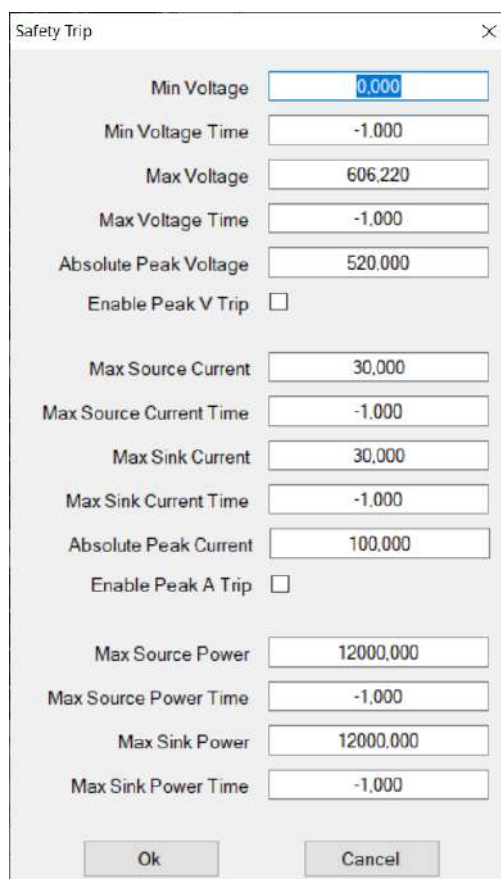 Safety Trip
Min Voltage 0,000
Min Voltage Time -1.000
Max Voltage 606,220
Max Voltage Time -1,000
Absolute Peak Voltage 520,000
Enable Peak V Trip
Max Source Current 30,000
Max Source Current Time -1,000
Max Sink Current 30,000
Max Sink Current Time -1,000
Absolute Peak Current 100,000
Enable Peak A Trip
Max Source Power 12000,000
Max Source Power Time -1,000
Max Sink Power 12000,000
Max Sink Power Time -1,000
Ok Cancel